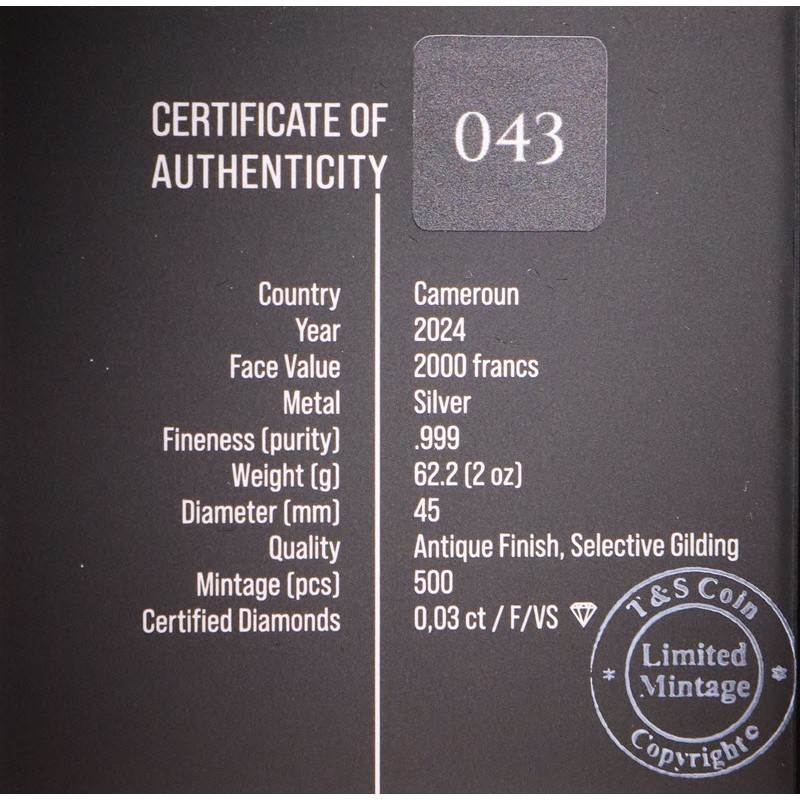 CERTIFICATE OF
AUTHENTICITY
043
Country Cameroun
Year 2024
Face Value 2000 francs
Metal Silver
Fineness (purity) .999
Weight (g) 62.2 (2 oz)
Diameter (mm) 45
Quality Antique Finish, Selective Gilding
Mintage (pcs) 500
Certified Diamonds 0,03 ct / F/VS
T&S Coin
Limited
Mintage
Copyright©